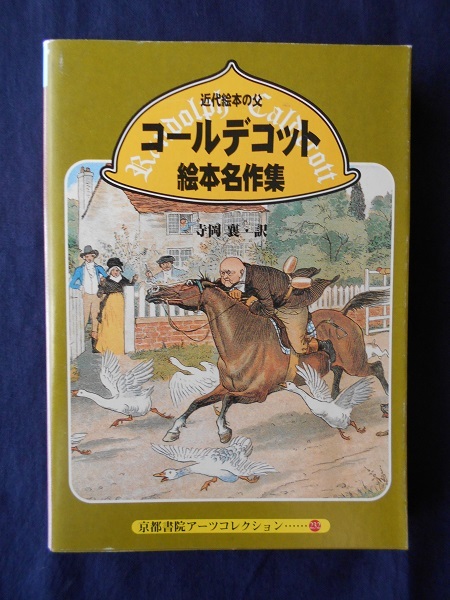 近代絵本の父
Randolph Caldecott
コールデコット
絵本名作集
寺岡 襄・訳
京都書院アーツコレクション……232